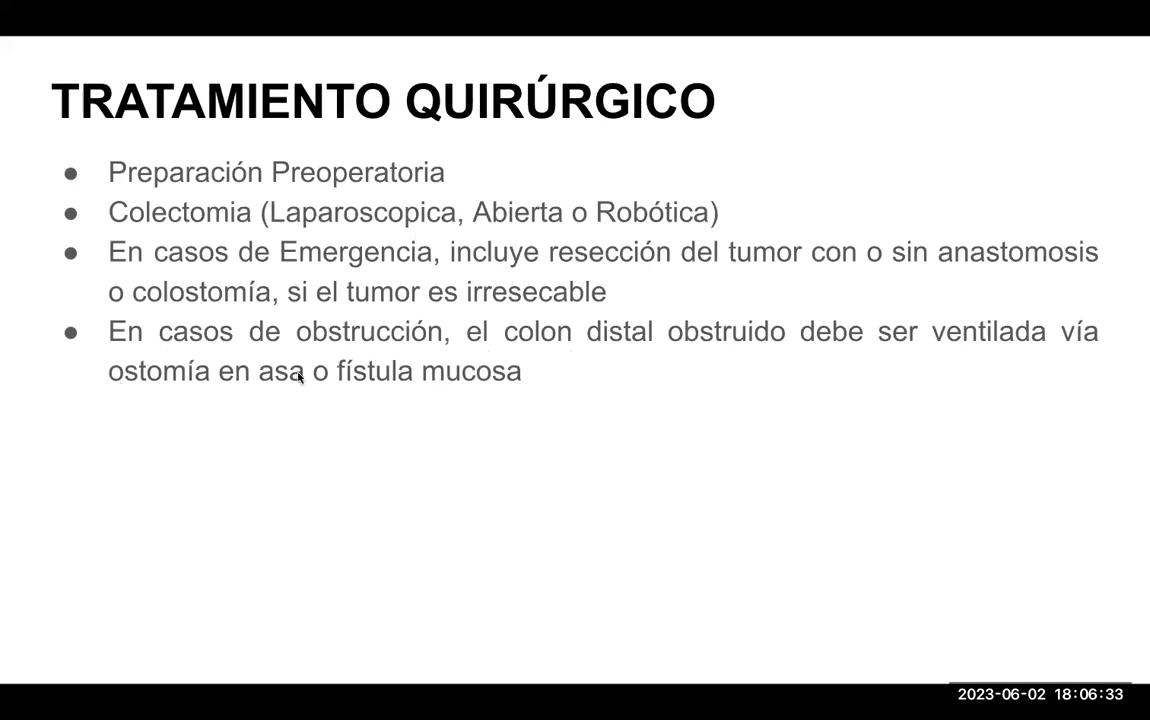 TRATAMIENTO QUIRÚRGICO
● Preparación Preoperatoria
● Colectomia (Laparoscopica, Abierta o Robótica)
● En casos de Emergencia, incluye resección del tumor con o sin anastomosis
o colostomía, si el tumor es irresecable
● En casos de obstrucción, el colon distal obstruido debe ser ventilada vía
ostomía en asa o fístula mucosa
2023-06-02 18:06:33